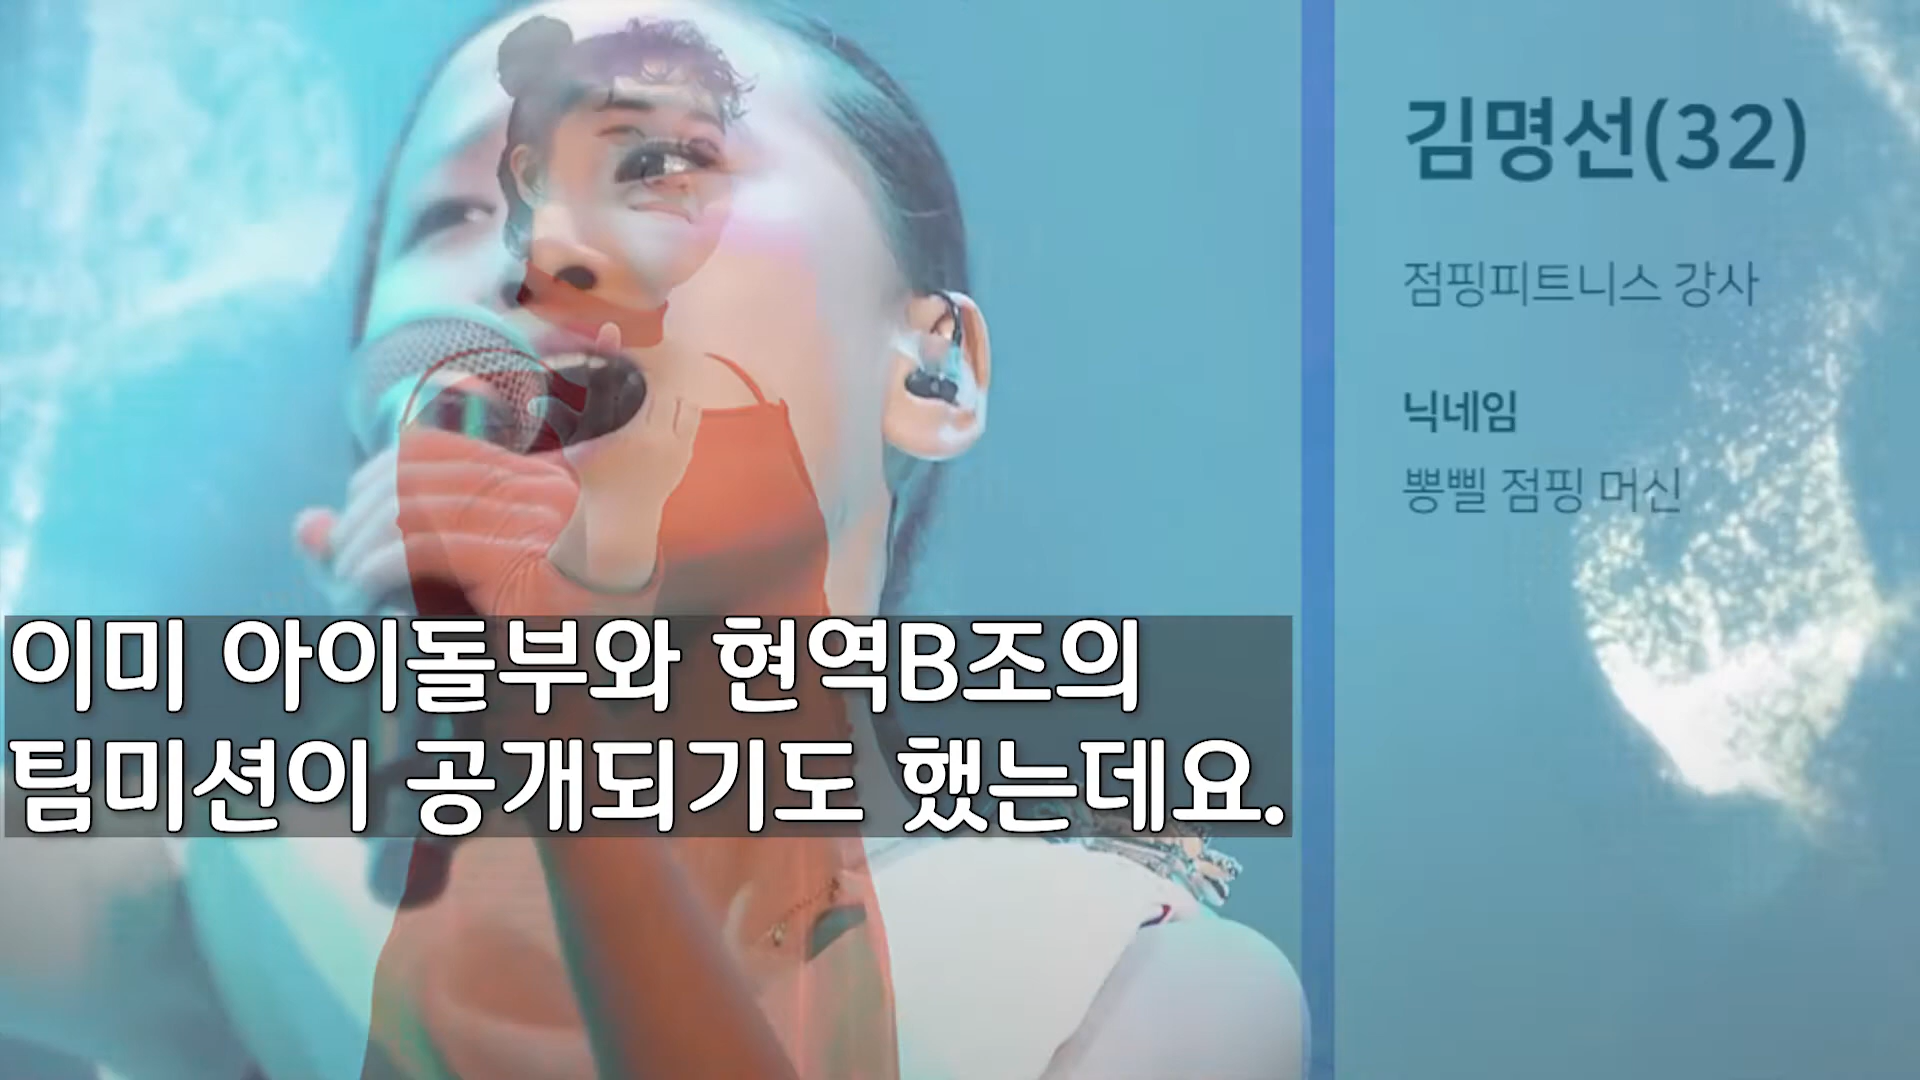 김명선(32)
점핑피트니스 강사
닉네임
뽕삘 점핑 머신
이미 아이돌부와 현역B조의
팀미션이 공개되기도 했는데요.